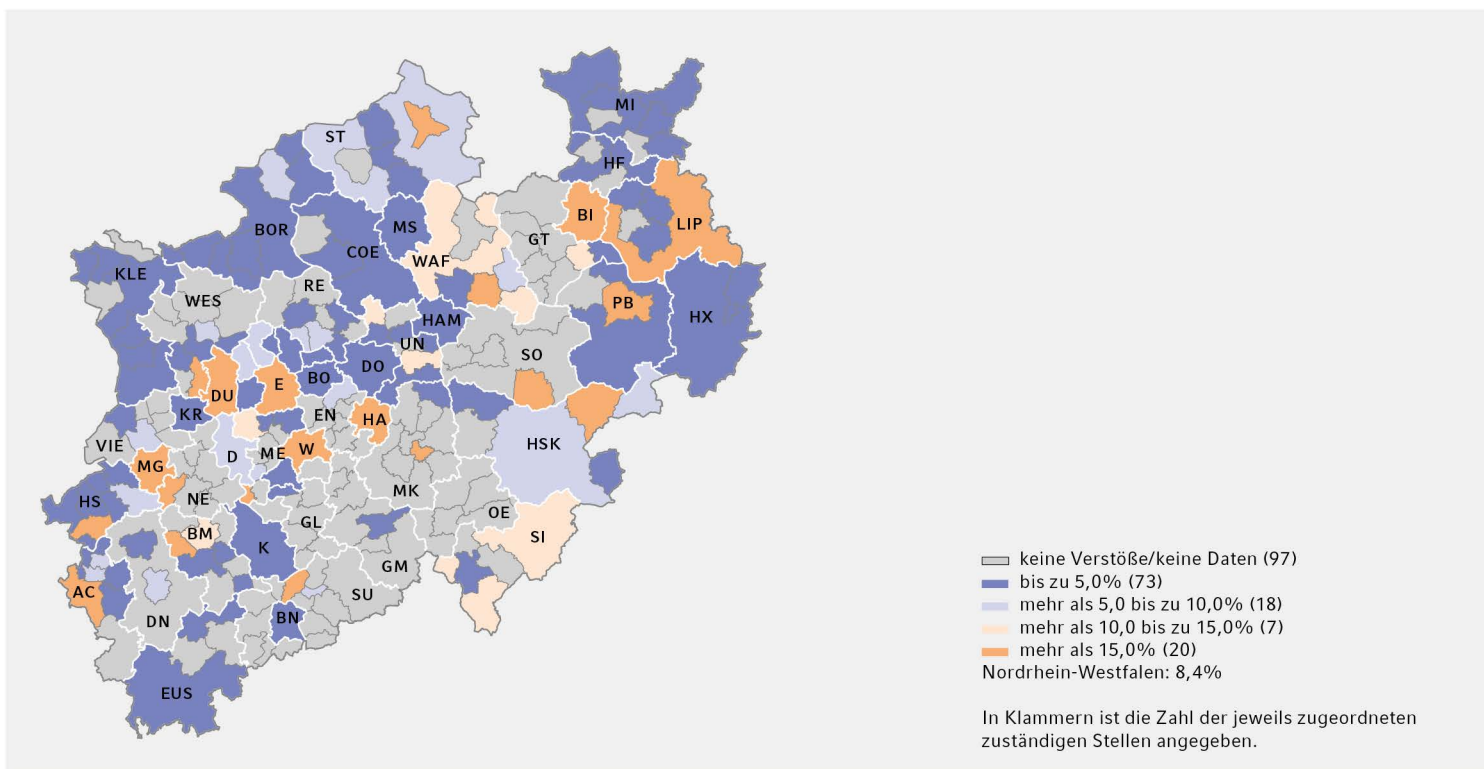 MI
ST
HF
BI
LIP
BOR
MS
GT
COE
WAF
KLE
RE
WES
PB
HX
HAM
UN
SO
DO
BO
E
DU
KR
EN
HA
VIE
HSK
D
ME
W
MG
MK
HS
NE
OE
GL
BM
SI
K
GM
AC
SU
DN
BN
EUS
keine Verstöße/keine Daten (97)
bis zu 5,0% (73)
mehr als 5,0 bis zu 10,0% (18)
mehr als 10,0 bis zu 15,0% (7)
mehr als 15,0% (20)
Nordrhein-Westfalen: 8,4%
In Klammern ist die Zahl der jeweils zugeordneten
zuständigen Stellen angegeben.